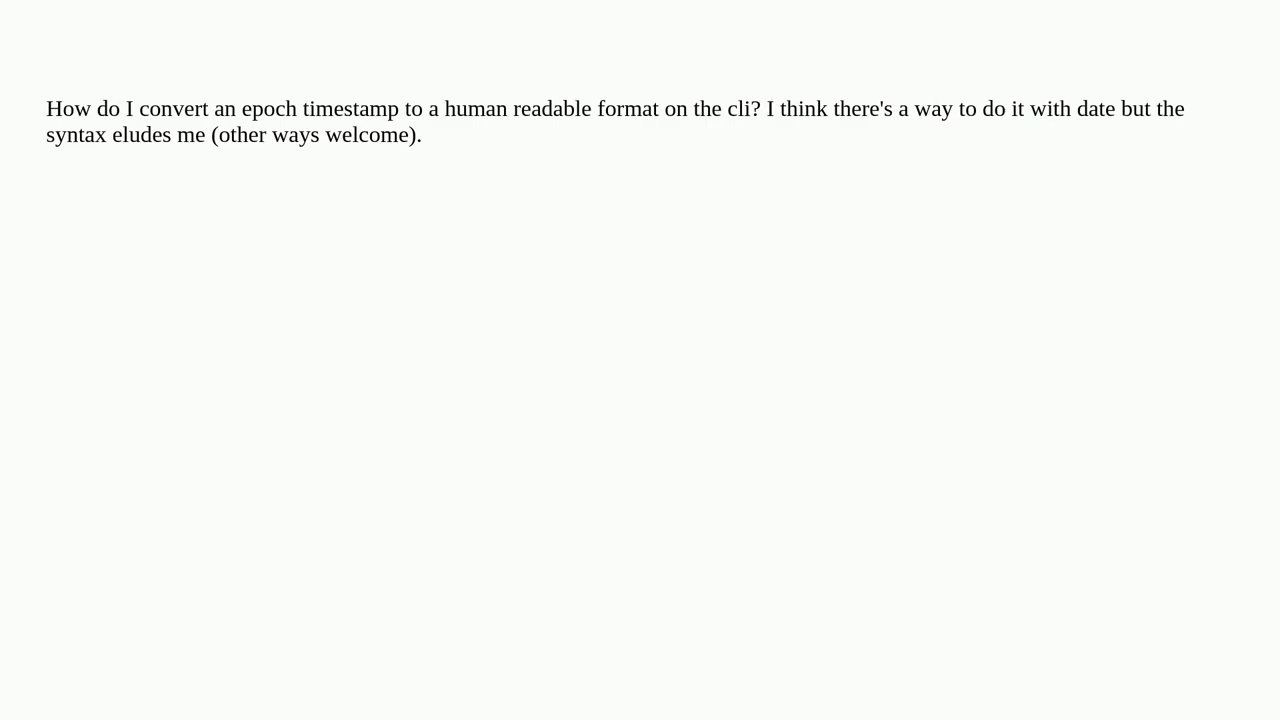 How do I convert an epoch timestamp to a human readable format on the cli? I think there's a way to do it with date but the
syntax eludes me (other ways welcome).